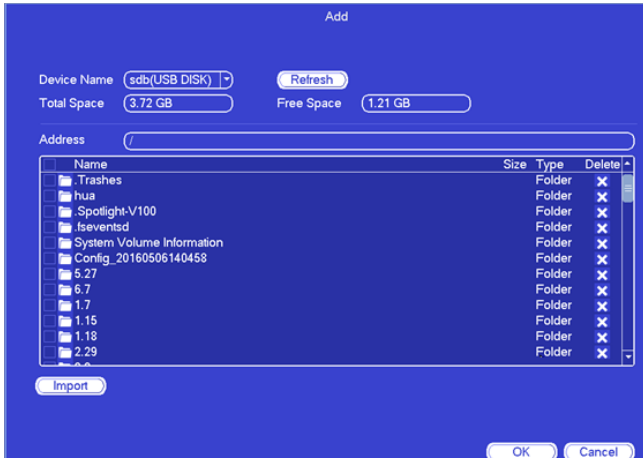 Add
Device Name sdb(USB DISK) Refresh
Total Space 3.72 GB Free Space 1.21 GB
Address /
Name Size Type Delete
.Trashes Folder
hua Folder
.Spotlight-V100 Folder
.fseventsd Folder
System Volume Information Folder
Config_20160506140458 Folder
5.27 Folder
6.7 Folder
1.7 Folder
1.15 Folder
1.18 Folder
2.29 Folder
Import
OK Cancel